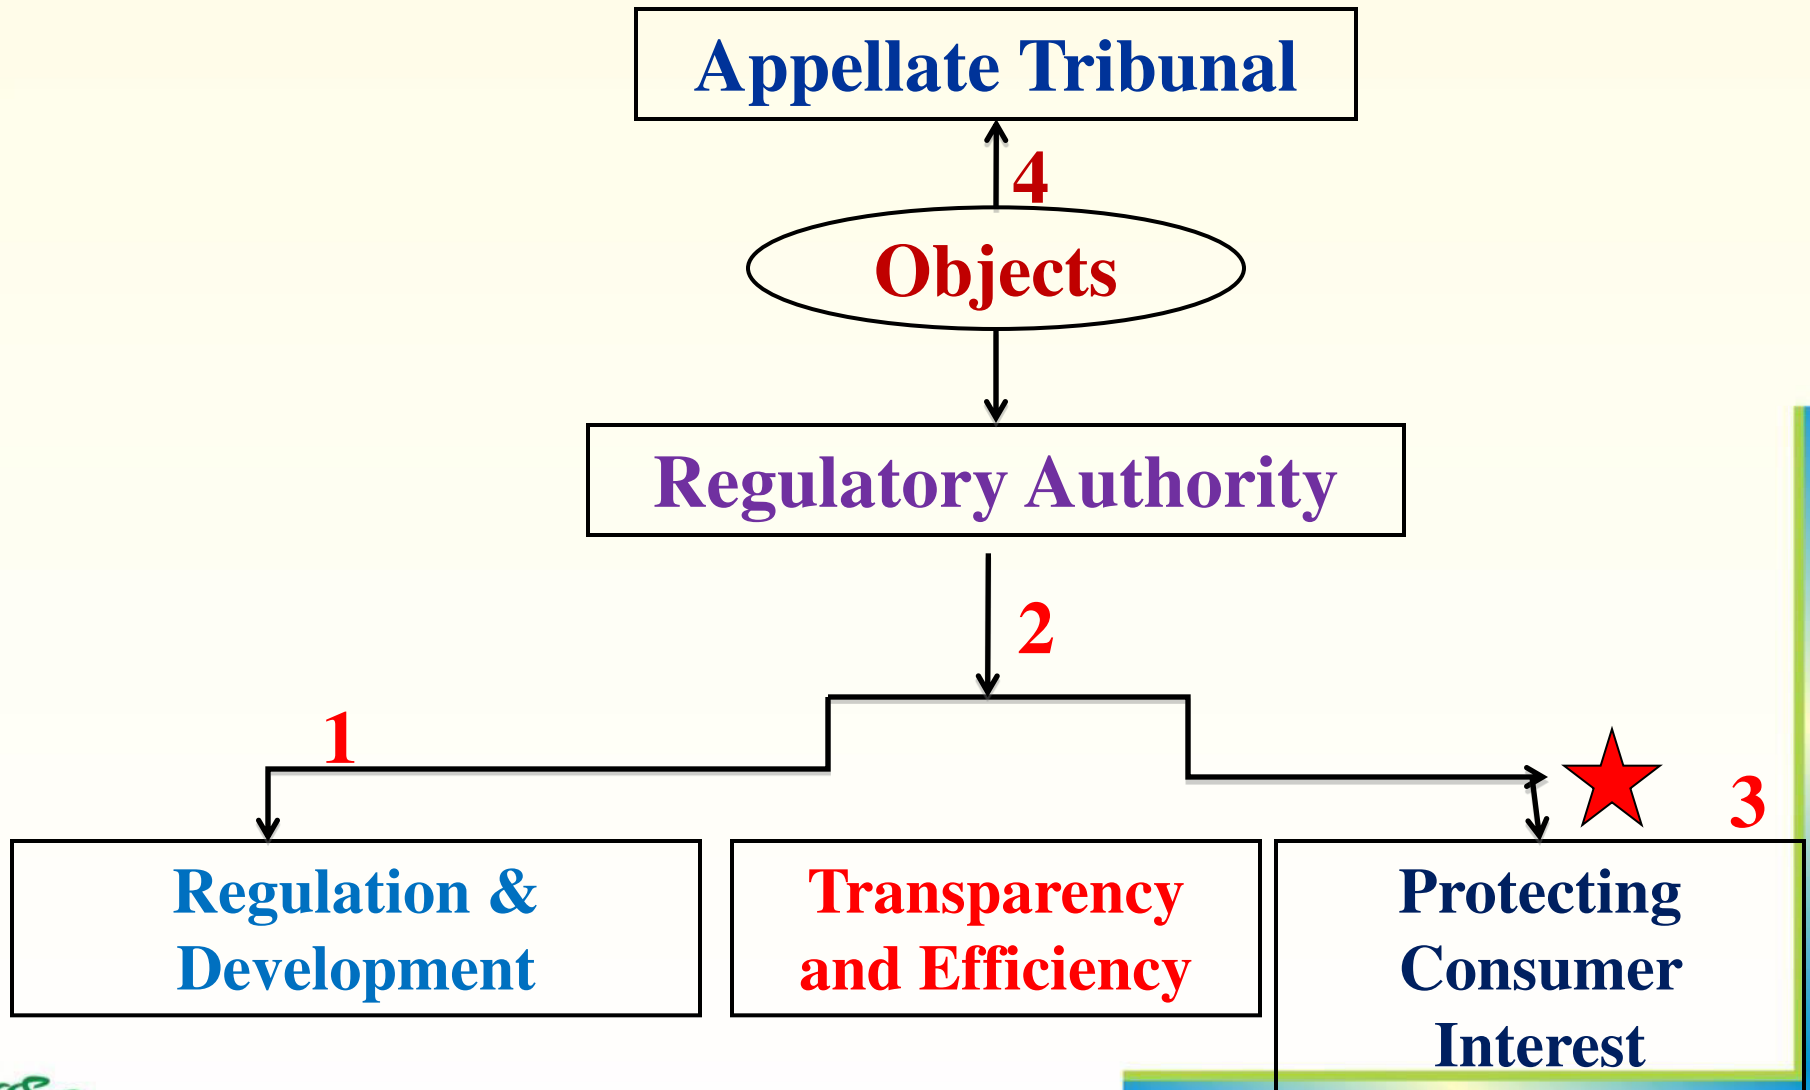 Appellate Tribunal
4
Objects
Regulatory Authority
2
1
3
Regulation &
Development
Transparency
and Efficiency
Protecting
Consumer
Interest